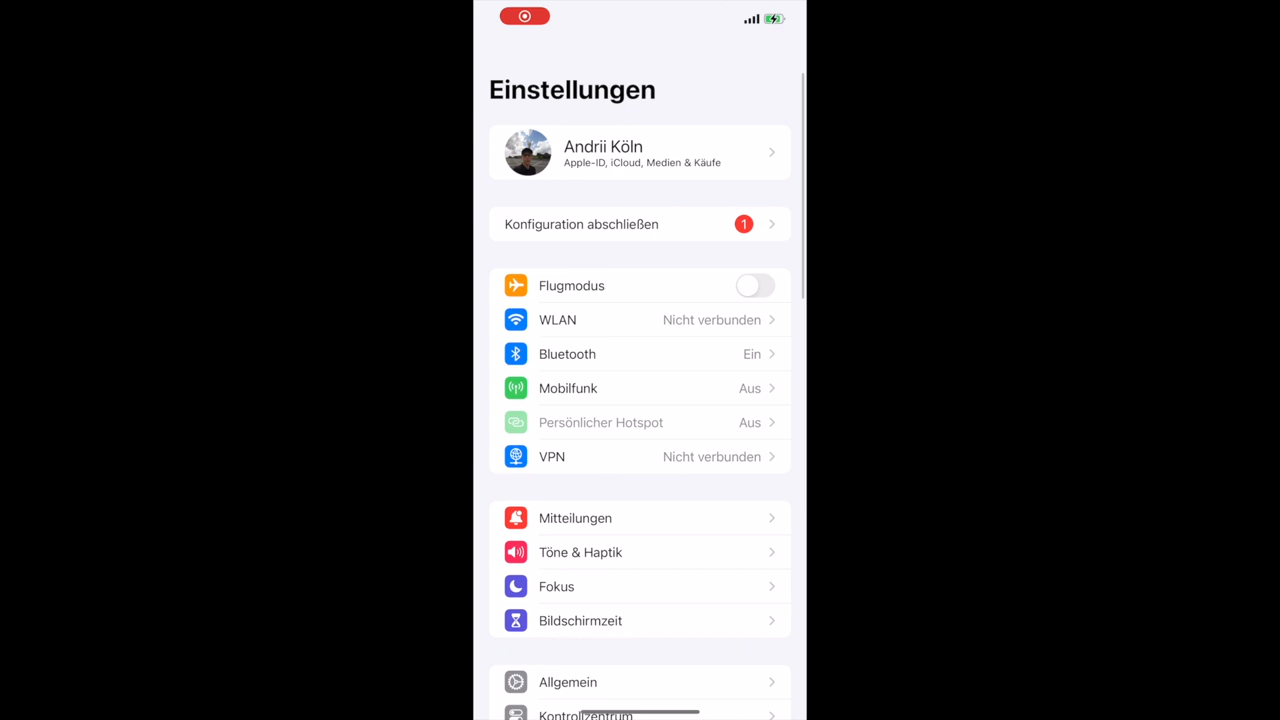 Einstellungen
Andrii Köln
Apple-ID, iCloud, Medien & Käufe
Konfiguration abschließen 1
Flugmodus
WLAN Nicht verbunden
Bluetooth Ein
Mobilfunk Aus
Persönlicher Hotspot Aus
VPN Nicht verbunden
Mitteilungen
Töne & Haptik
Fokus
Bildschirmzeit
Allgemein
Kontrollzentrum